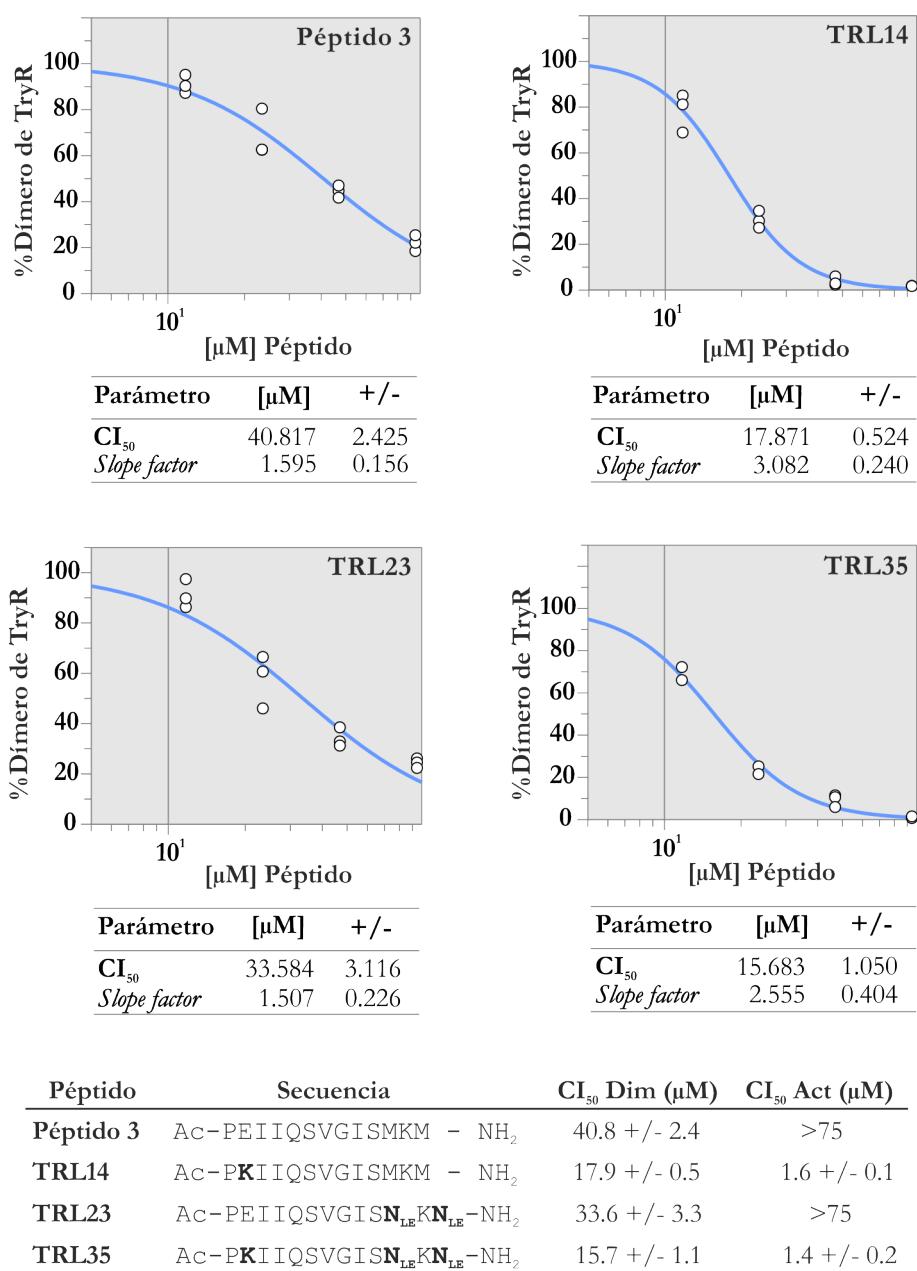 Péptido 3
%Dímero de TryR
100
80
60
40
20
0
10¹
[µM] Péptido
Parámetro [µM] +/-
CI₅₀ 40.817 2.425
Slope factor 1.595 0.156
TRL14
%Dímero de TryR
100
80
60
40
20
0
10¹
[µM] Péptido
Parámetro [µM] +/-
CI₅₀ 17.871 0.524
Slope factor 3.082 0.240
TRL23
%Dímero de TryR
100
80
60
40
20
0
10¹
[µM] Péptido
Parámetro [µM] +/-
CI₅₀ 33.584 3.116
Slope factor 1.507 0.226
TRL35
%Dímero de TryR
100
80
60
40
20
0
10¹
[µM] Péptido
Parámetro [µM] +/-
CI₅₀ 15.683 1.050
Slope factor 2.555 0.404
Péptido Secuencia CI₅₀ Dim (µM) CI₅₀ Act (µM)
Péptido 3 Ac-PEIIQSVGISMKM - NH₂ 40.8 +/- 2.4 >75
TRL14 Ac-PKIIQSVGISMKM - NH₂ 17.9 +/- 0.5 1.6 +/- 0.1
TRL23 Ac-PEIIQSVGISN_LE KN_LE-NH₂ 33.6 +/- 3.3 >75
TRL35 Ac-PKIIQSVGISN_LE KN_LE-NH₂ 15.7 +/- 1.1 1.4 +/- 0.2